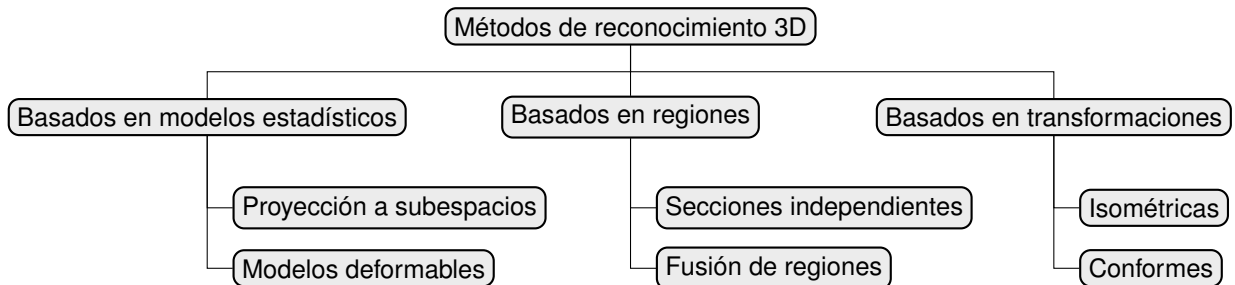 Métodos de reconocimiento 3D
Basados en modelos estadísticos
Basados en regiones
Basados en transformaciones
Proyección a subespacios
Secciones independientes
Isométricas
Modelos deformables
Fusión de regiones
Conformes